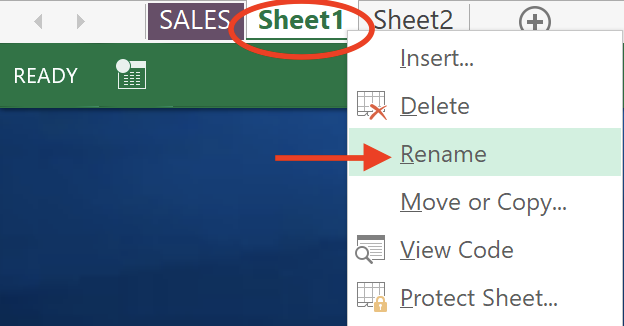 SALES Sheet1 Sheet2
Insert...
READY
Delete
Rename
Move or Copy...
View Code
Protect Sheet...